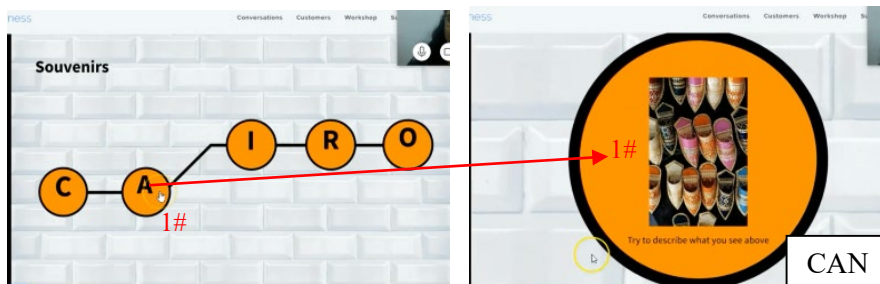 ness
Conversations Customers Workshop
Souvenirs
C A I R O
1#
ness
Conversations Customers Workshop
1#
Try to describe what you see above
CAN